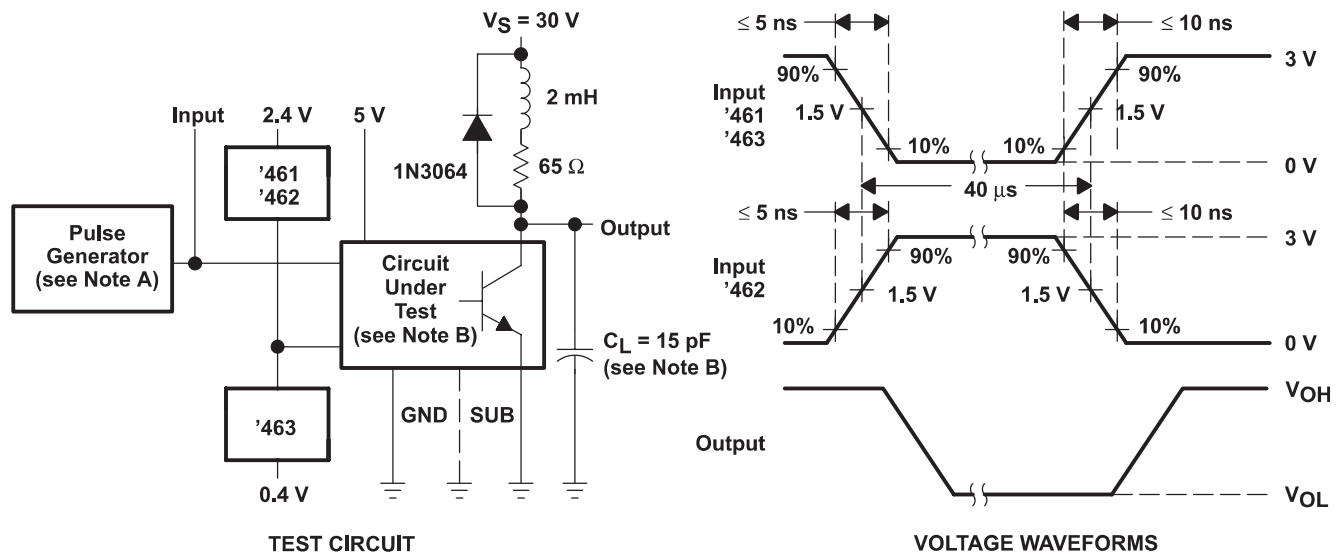 VS = 30 V
Input
2.4 V
5 V
2 mH
'461
'462
1N3064
65 Ω
Output
Pulse
Generator
(see Note A)
Circuit
Under
Test
(see Note B)
CL = 15 pF
(see Note B)
GND
SUB
'463
0.4 V
TEST CIRCUIT
≤ 5 ns
≤ 10 ns
3 V
90%
90%
Input
'461
'463
1.5 V
1.5 V
10%
10%
0 V
40 μs
≤ 5 ns
≤ 10 ns
3 V
90%
90%
Input
'462
1.5 V
1.5 V
10%
10%
0 V
VOH
Output
VOL
VOLTAGE WAVEFORMS